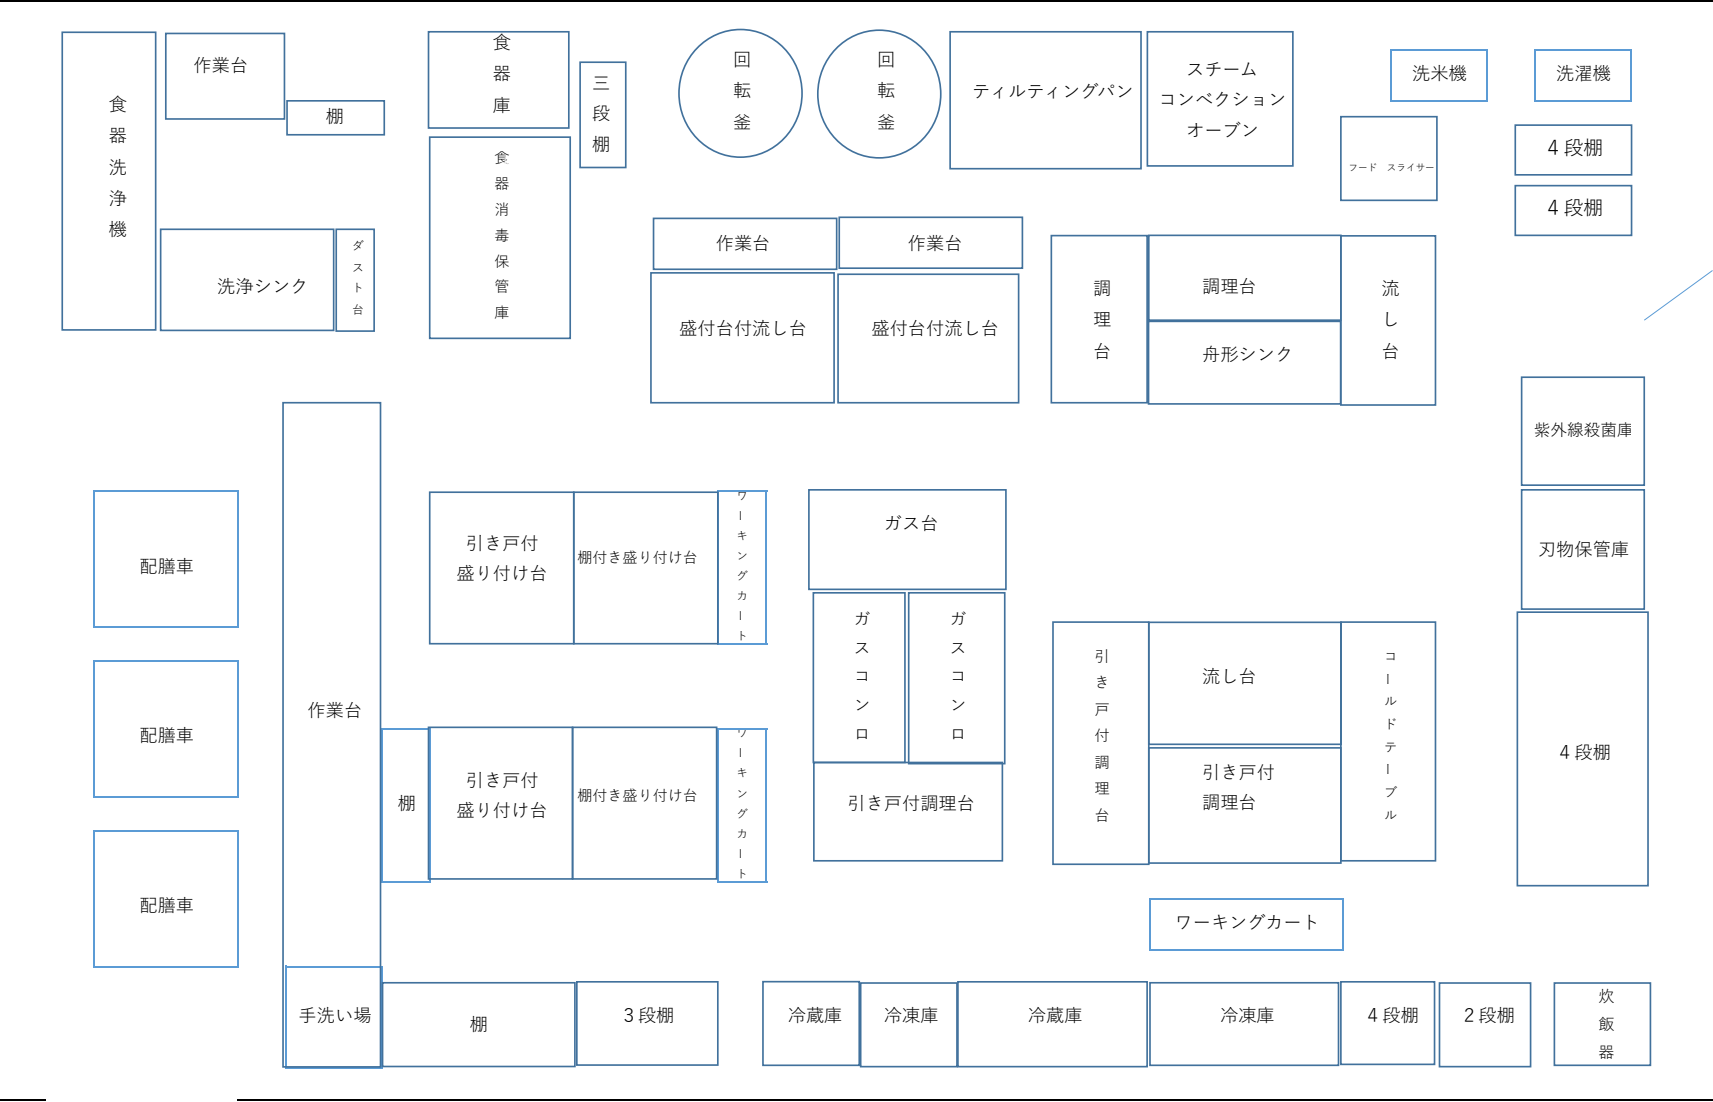 食器洗浄機
作業台
棚
食器庫
三段棚
回転釜
回転釜
ティルティングパン
スチーム
コンベクション
オーブン
洗米機
洗濯機
フード　スライサー
4 段棚
4 段棚
洗浄シンク
ダスト台
食器消毒保管庫
作業台
作業台
盛付台付流し台
盛付台付流し台
調理台
調理台
舟形シンク
流し台
紫外線殺菌庫
刃物保管庫
4 段棚
配膳車
配膳車
配膳車
作業台
引き戸付
盛り付け台
棚付き盛り付け台
ワーキングカート
棚
引き戸付
盛り付け台
棚付き盛り付け台
ワーキングカート
ガス台
ガスコンロ
ガスコンロ
引き戸付調理台
引き戸付調理台
流し台
引き戸付
調理台
コールドテーブル
ワーキングカート
手洗い場
棚
3 段棚
冷蔵庫
冷凍庫
冷蔵庫
冷凍庫
4 段棚
2 段棚
炊飯器